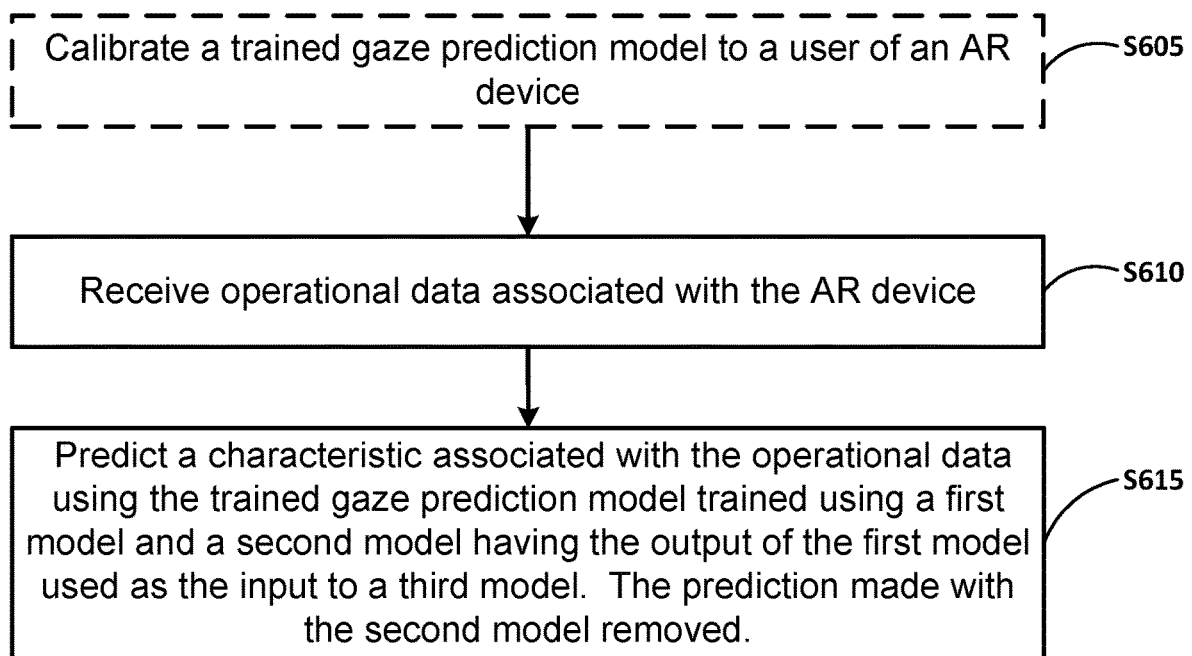 Calibrate a trained gaze prediction model to a user of an AR
device
S605
Receive operational data associated with the AR device
S610
Predict a characteristic associated with the operational data
using the trained gaze prediction model trained using a first
model and a second model having the output of the first model
used as the input to a third model.  The prediction made with
the second model removed.
S615